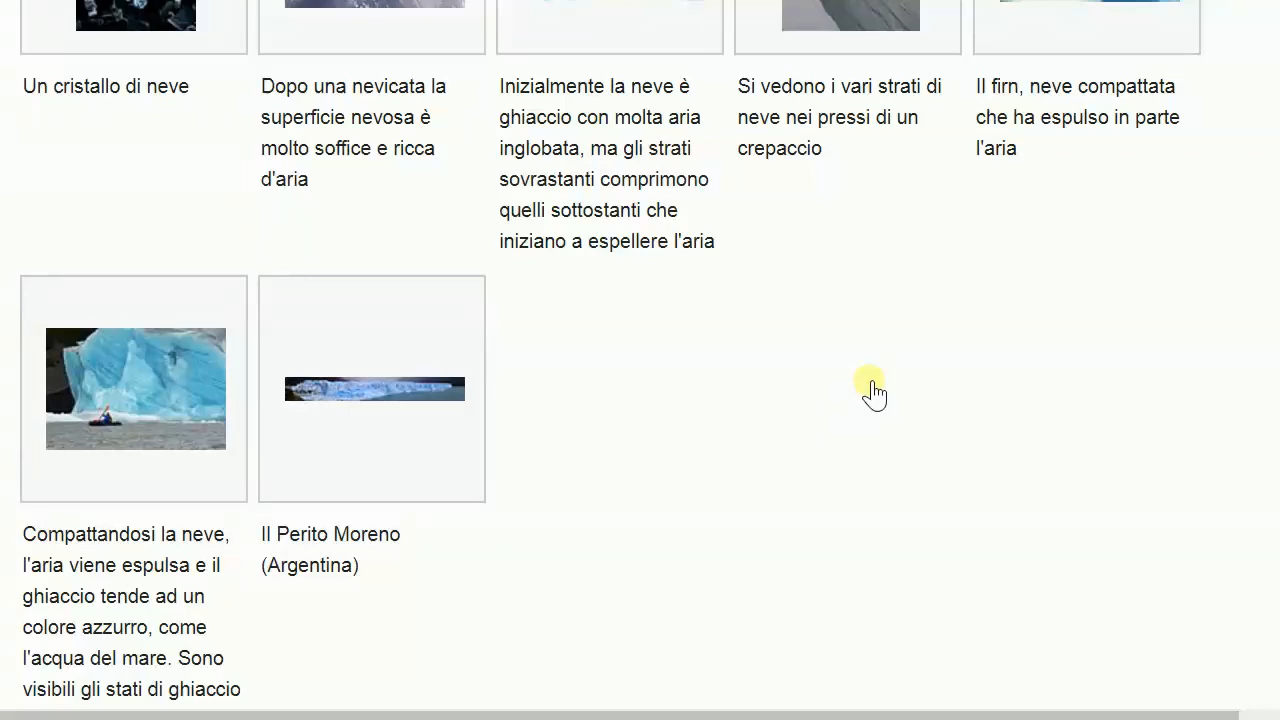 Un cristallo di neve
Dopo una nevicata la
superficie nevosa è
molto soffice e ricca
d'aria
Inizialmente la neve è
ghiaccio con molta aria
inglobata, ma gli strati
sovrastanti comprimono
quelli sottostanti che
iniziano a espellere l'aria
Si vedono i vari strati di
neve nei pressi di un
crepaccio
Il firn, neve compattata
che ha espulso in parte
l'aria
Compattandosi la neve,
l'aria viene espulsa e il
ghiaccio tende ad un
colore azzurro, come
l'acqua del mare. Sono
visibili gli stati di ghiaccio
Il Perito Moreno
(Argentina)